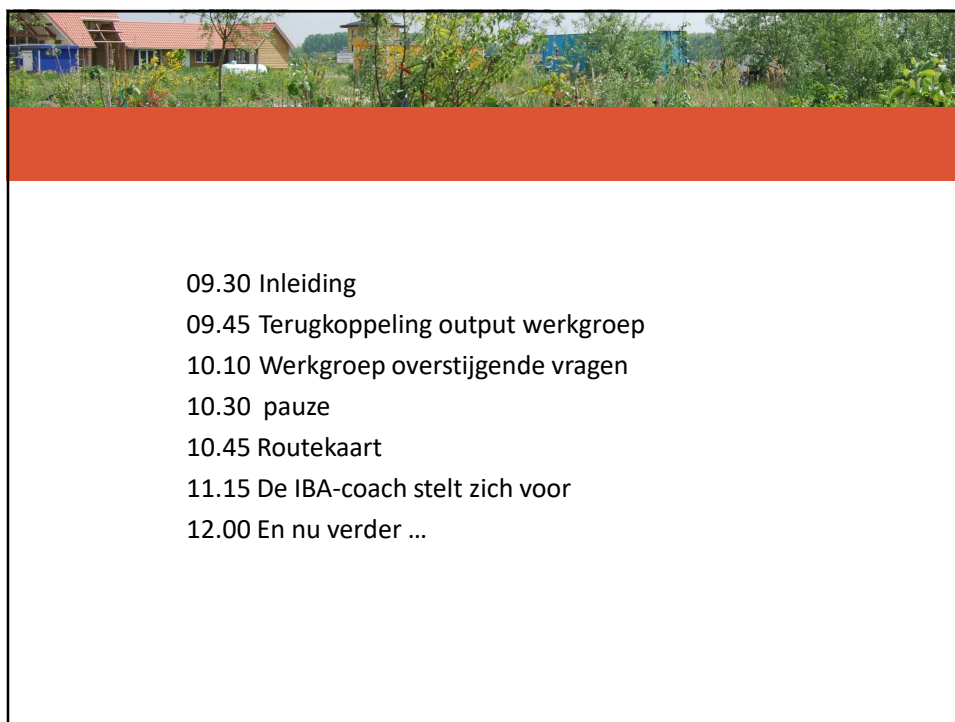 09.30 Inleiding
09.45 Terugkoppeling output werkgroep
10.10 Werkgroep overstijgende vragen
10.30 pauze
10.45 Routekaart
11.15 De IBA-coach stelt zich voor
12.00 En nu verder …